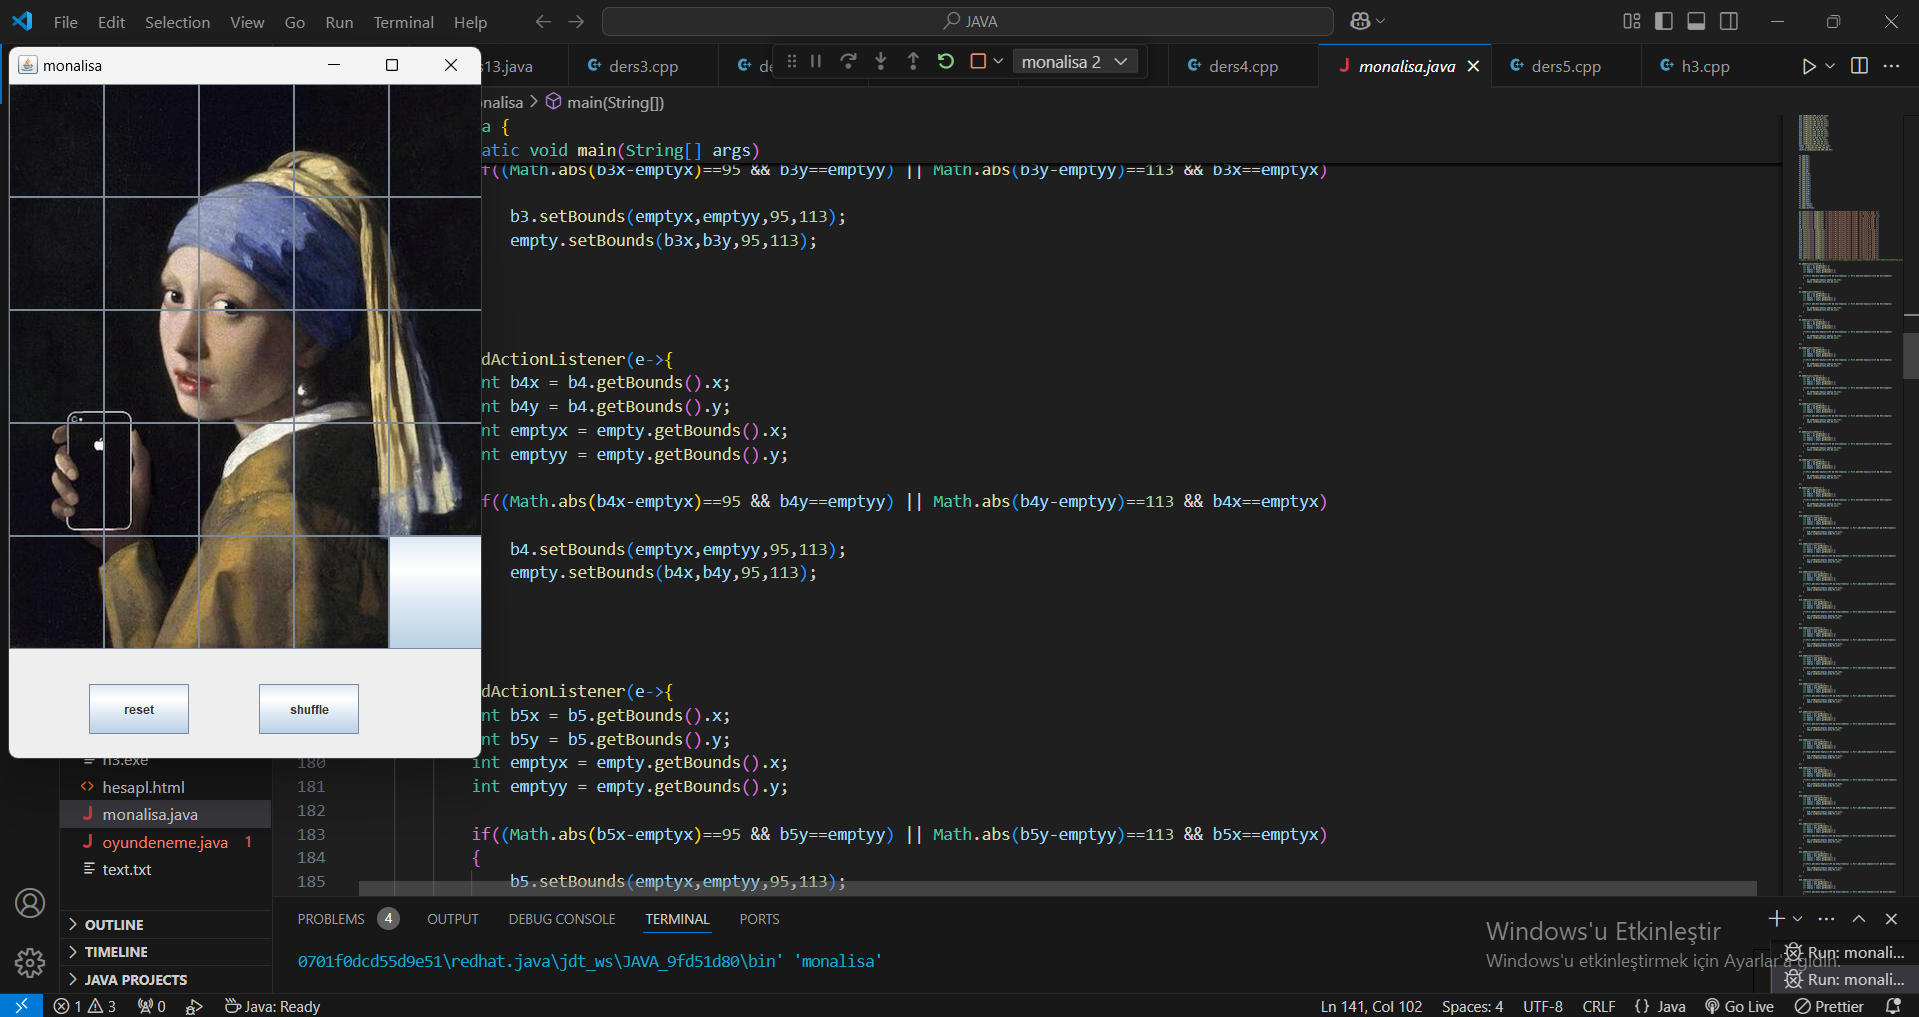 File Edit Selection View Go Run Terminal Help
JAVA
monalisa
s13.java
ders3.cpp
monalisa 2
ders4.cpp
monalisa.java
ders5.cpp
h3.cpp
nalisa > main(String[])
a {
atic void main(String[] args)
f((Math.abs(b3x-emptyx)==95 && b3y==emptyy) || Math.abs(b3y-emptyy)==113 && b3x==emptyx)
b3.setBounds(emptyx,emptyy,95,113);
empty.setBounds(b3x,b3y,95,113);
dActionListener(e->{
nt b4x = b4.getBounds().x;
nt b4y = b4.getBounds().y;
nt emptyx = empty.getBounds().x;
nt emptyy = empty.getBounds().y;
f((Math.abs(b4x-emptyx)==95 && b4y==emptyy) || Math.abs(b4y-emptyy)==113 && b4x==emptyx)
b4.setBounds(emptyx,emptyy,95,113);
empty.setBounds(b4x,b4y,95,113);
dActionListener(e->{
nt b5x = b5.getBounds().x;
nt b5y = b5.getBounds().y;
180 int emptyx = empty.getBounds().x;
181 int emptyy = empty.getBounds().y;
182
183 if((Math.abs(b5x-emptyx)==95 && b5y==emptyy) || Math.abs(b5y-emptyy)==113 && b5x==emptyx)
184 {
185 b5.setBounds(emptyx,emptyy,95,113);
reset shuffle
h3.exe
hesapl.html
monalisa.java
oyundeneme.java 1
text.txt
OUTLINE
TIMELINE
JAVA PROJECTS
PROBLEMS 4 OUTPUT DEBUG CONSOLE TERMINAL PORTS
0701f0dcd55d9e51\redhat.java\jdt_ws\JAVA_9fd51d80\bin' 'monalisa'
Windows'u Etkinleştir
Windows'u etkinleştirmek için Ayarlar'a gidin.
Run: monali...
Run: monali...
1 3 0 Java: Ready
Ln 141, Col 102 Spaces: 4 UTF-8 CRLF {} Java Go Live Prettier